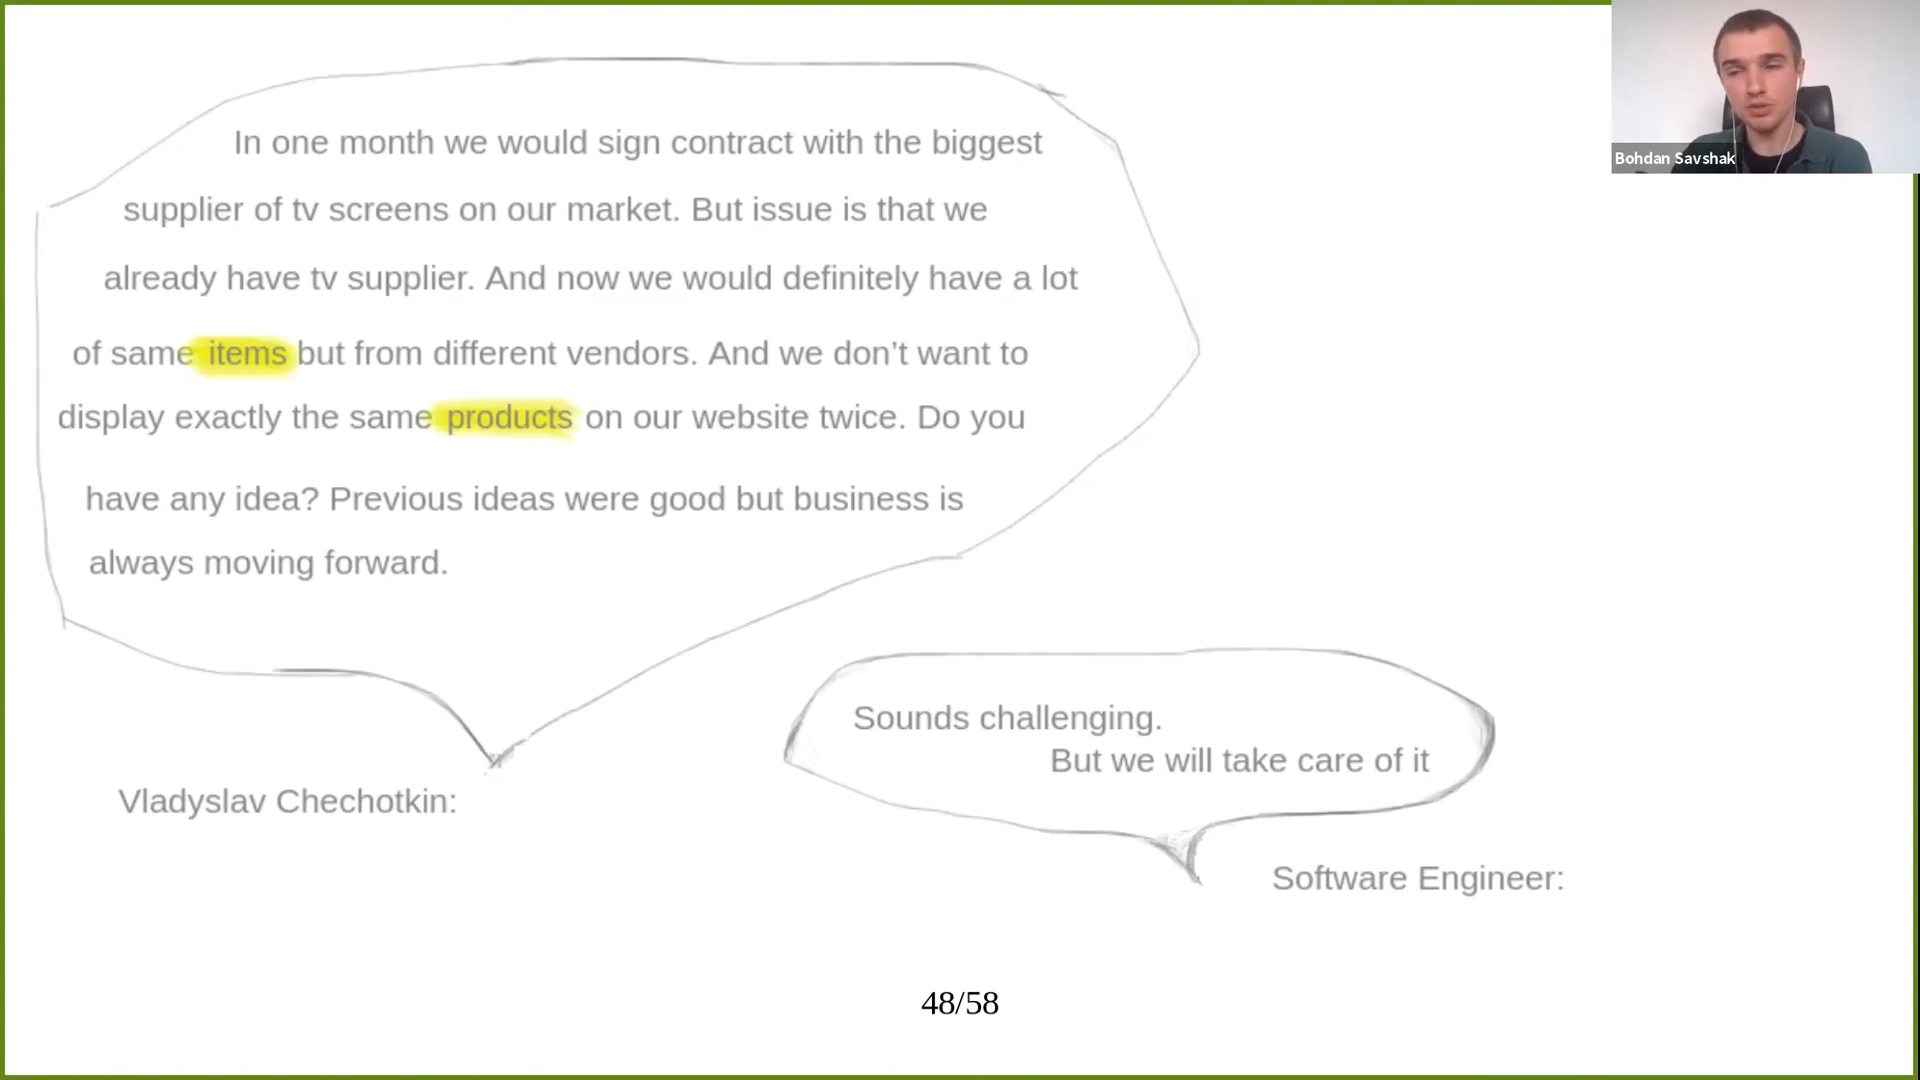 In one month we would sign contract with the biggest
supplier of tv screens on our market. But issue is that we
already have tv supplier. And now we would definitely have a lot
of same items but from different vendors. And we don't want to
display exactly the same products on our website twice. Do you
have any idea? Previous ideas were good but business is
always moving forward.
Vladyslav Chechotkin:
Sounds challenging.
But we will take care of it
Software Engineer:
48/58
Bohdan Savshak